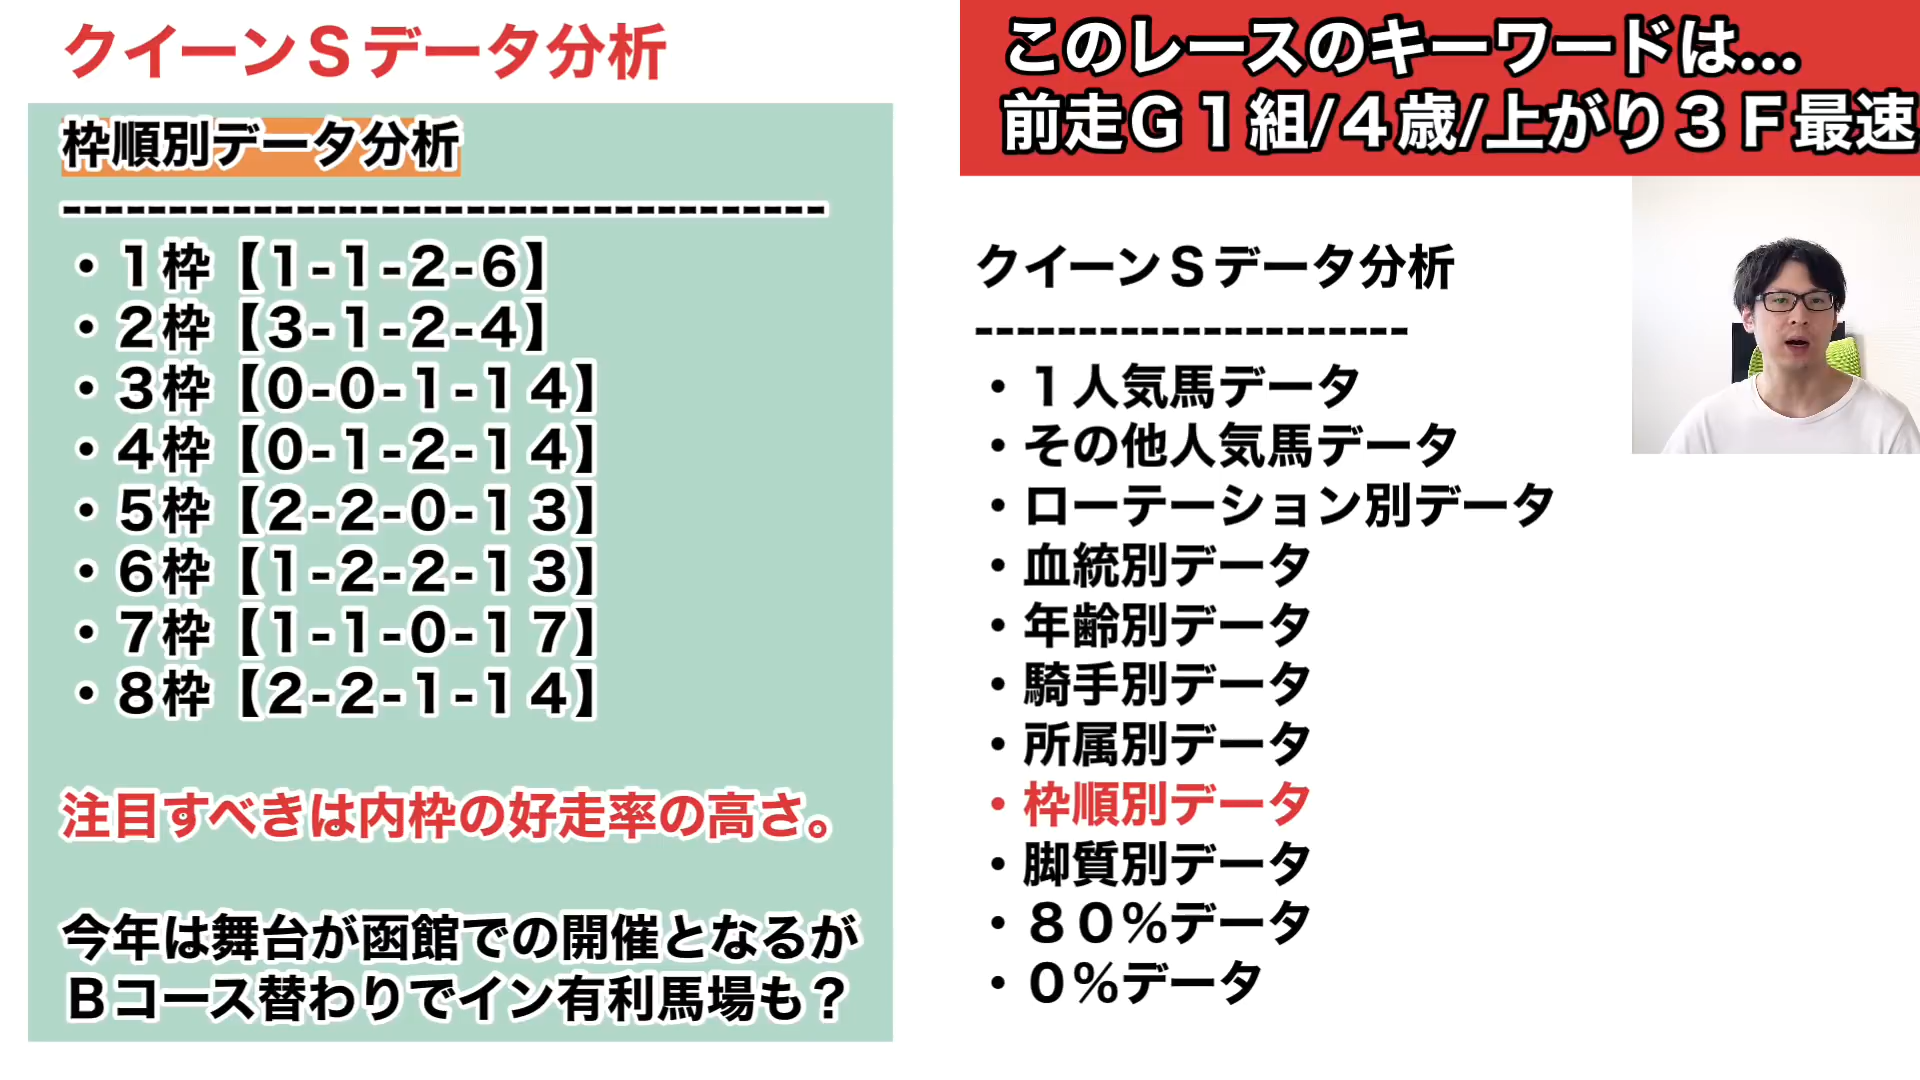 クイーンＳデータ分析
枠順別データ分析
------------------------------------
・１枠【１-１-２-６】
・２枠【３-１-２-４】
・３枠【０-０-１-１４】
・４枠【０-１-２-１４】
・５枠【２-２-０-１３】
・６枠【１-２-２-１３】
・７枠【１-１-０-１７】
・８枠【２-２-１-１４】
注目すべきは内枠の好走率の高さ。
今年は舞台が函館での開催となるが
Ｂコース替わりでイン有利馬場も？
このレースのキーワードは...
前走Ｇ１組/４歳/上がり３Ｆ最速
クイーンＳデータ分析
---------------------
・１人気馬データ
・その他人気馬データ
・ローテーション別データ
・血統別データ
・年齢別データ
・騎手別データ
・所属別データ
・枠順別データ
・脚質別データ
・８０％データ
・０％データ